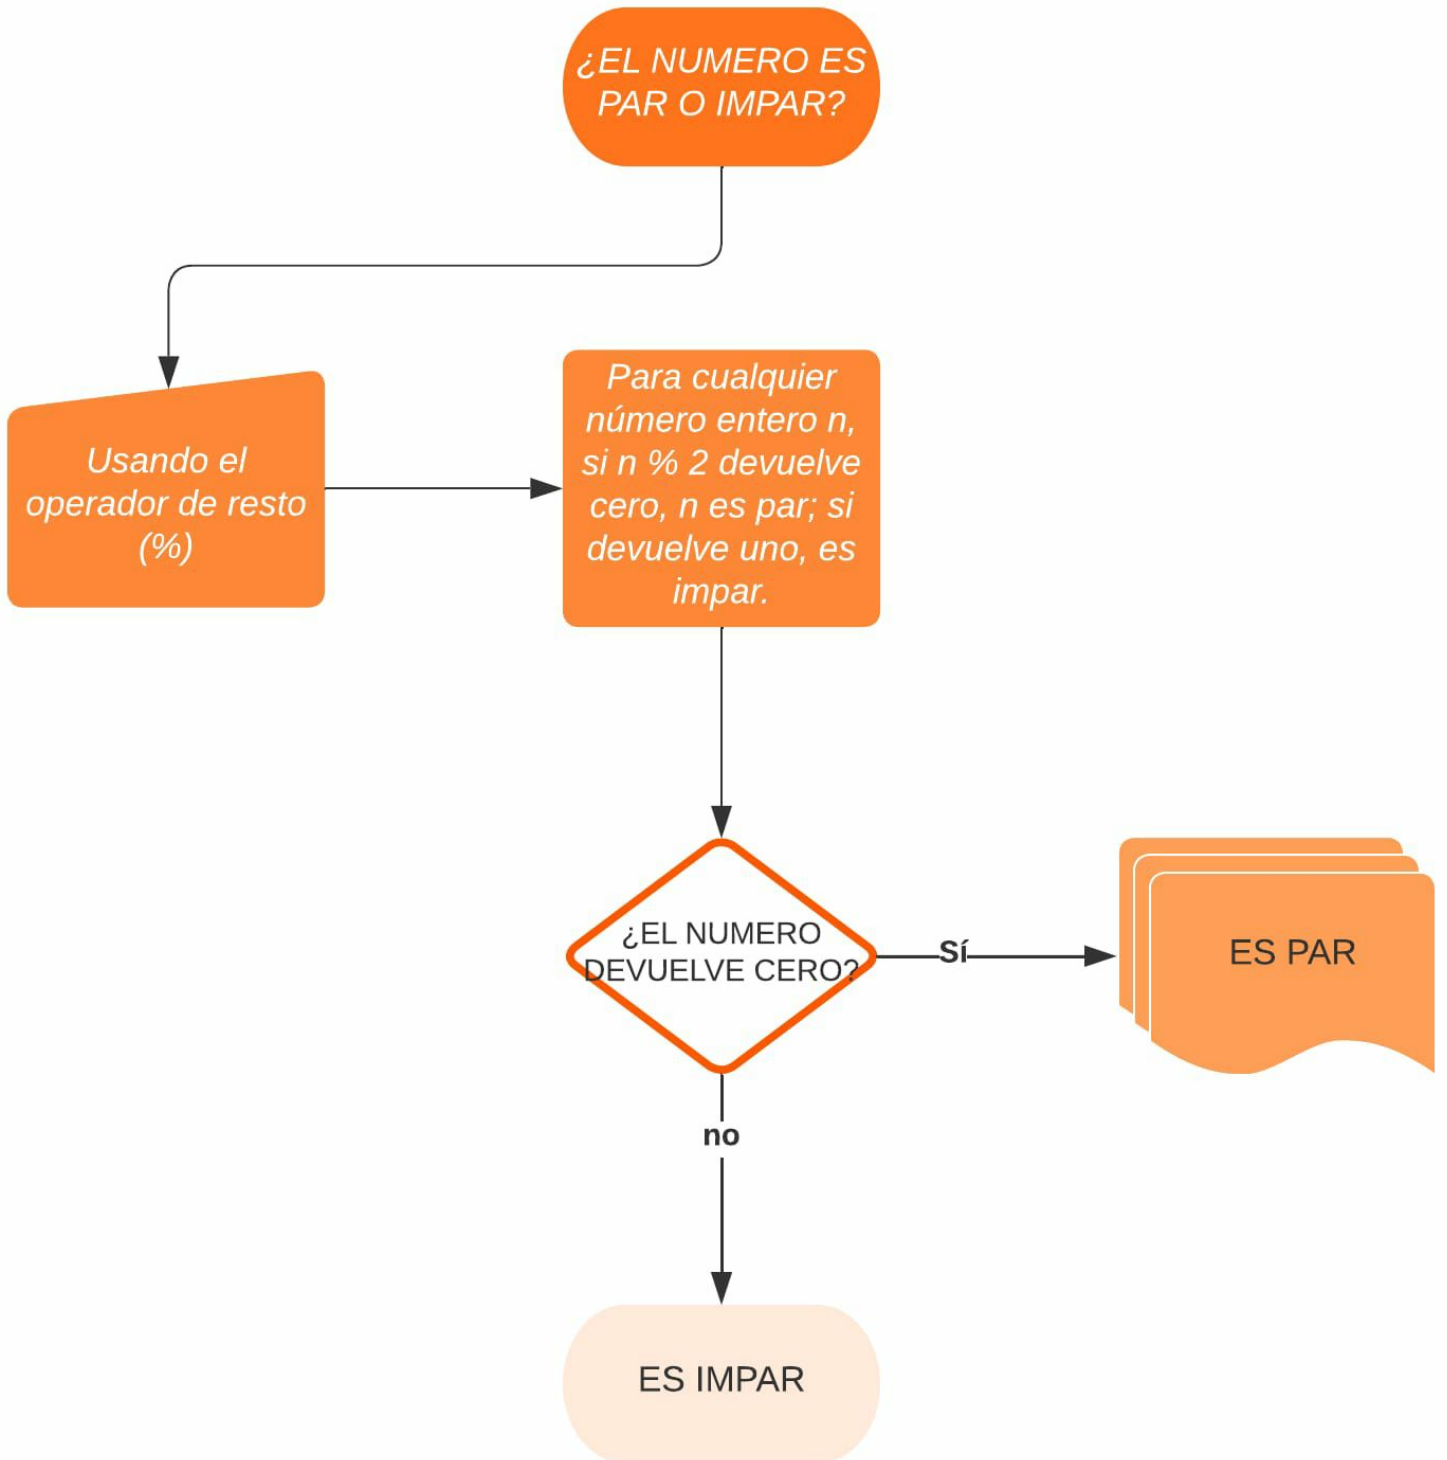 ¿EL NUMERO ES
PAR O IMPAR?
Usando el
operador de resto
(%)
Para cualquier
número entero n,
si n % 2 devuelve
cero, n es par; si
devuelve uno, es
impar.
¿EL NUMERO
DEVUELVE CERO?
Sí
ES PAR
no
ES IMPAR